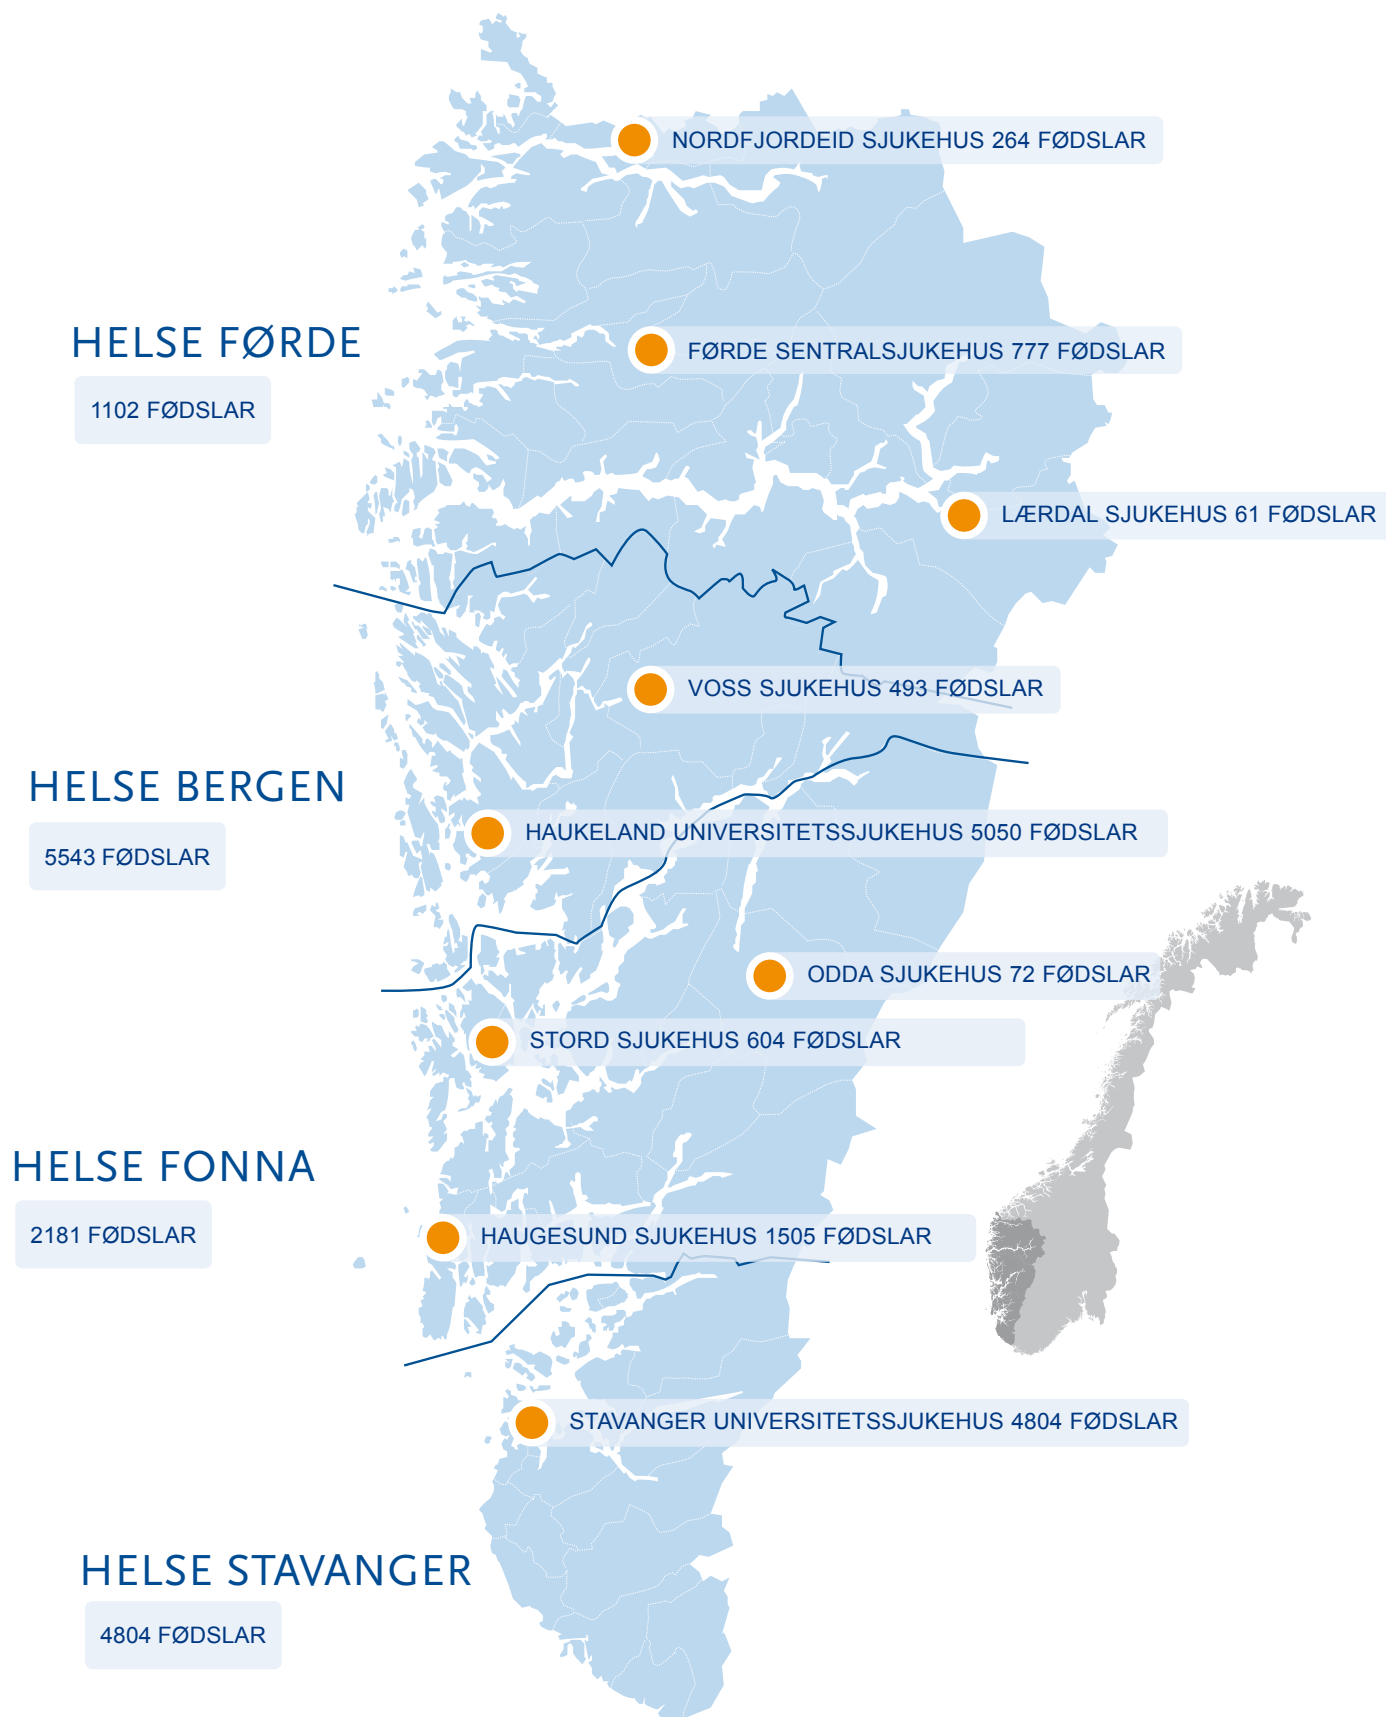 NORDFJORDEID SJUKEHUS 264 FØDSLAR
HELSE FØRDE
1102 FØDSLAR
FØRDE SENTRALSJUKEHUS 777 FØDSLAR
LÆRDAL SJUKEHUS 61 FØDSLAR
VOSS SJUKEHUS 493 FØDSLAR
HELSE BERGEN
5543 FØDSLAR
HAUKELAND UNIVERSITETSSJUKEHUS 5050 FØDSLAR
ODDA SJUKEHUS 72 FØDSLAR
STORD SJUKEHUS 604 FØDSLAR
HELSE FONNA
2181 FØDSLAR
HAUGESUND SJUKEHUS 1505 FØDSLAR
STAVANGER UNIVERSITETSSJUKEHUS 4804 FØDSLAR
HELSE STAVANGER
4804 FØDSLAR